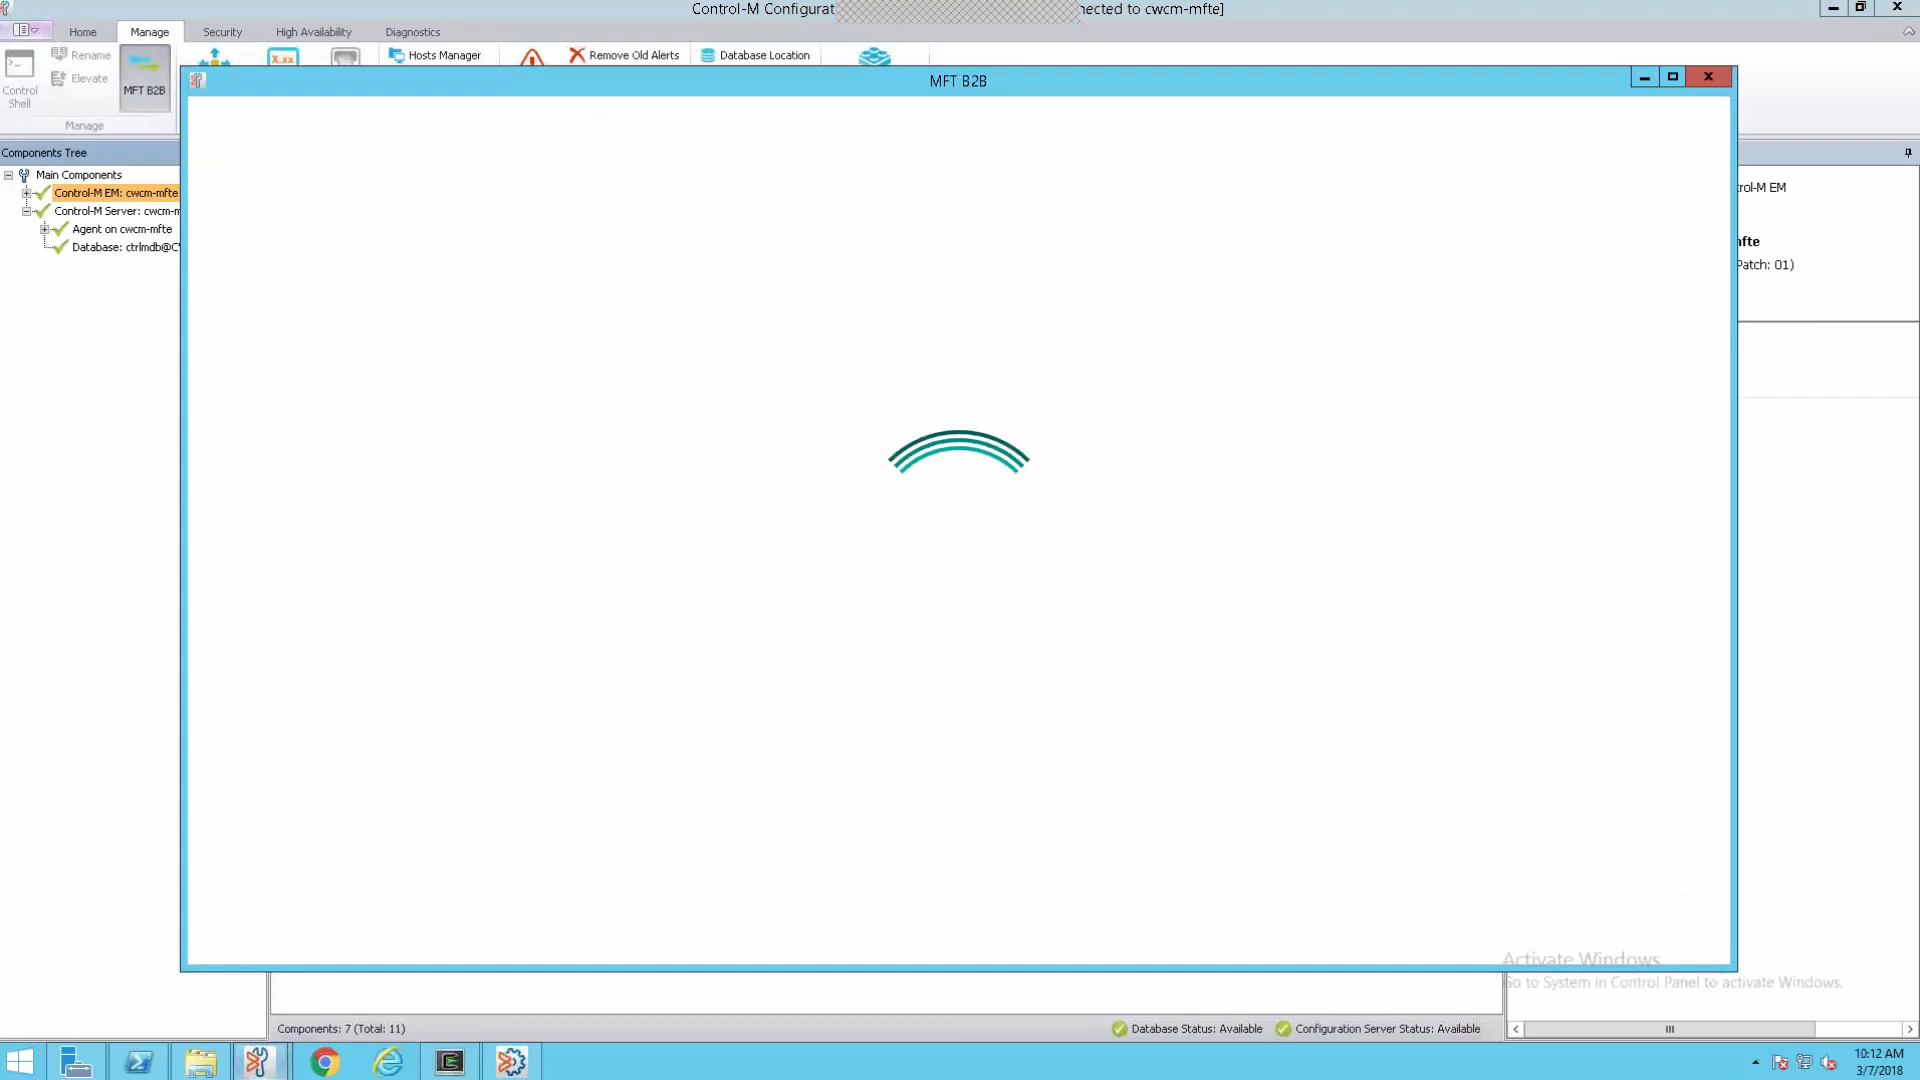 Control-M Configurat
nected to cwcm-mfte]
Home
Manage
Security
High Availability
Diagnostics
Control
Shell
Rename
Elevate
MFT B2B
X.xx
Hosts Manager
Remove Old Alerts
Database Location
Manage
MFT B2B
Components Tree
Main Components
Control-M EM: cwcm-mfte
Control-M Server: cwcm-m
Agent on cwcm-mfte
Database: ctrlmdb@C
rol-M EM
nfte
Patch: 01)
Activate Windows
Go to System in Control Panel to activate Windows.
Components: 7 (Total: 11)
Database Status: Available
Configuration Server Status: Available
10:12 AM
3/7/2018